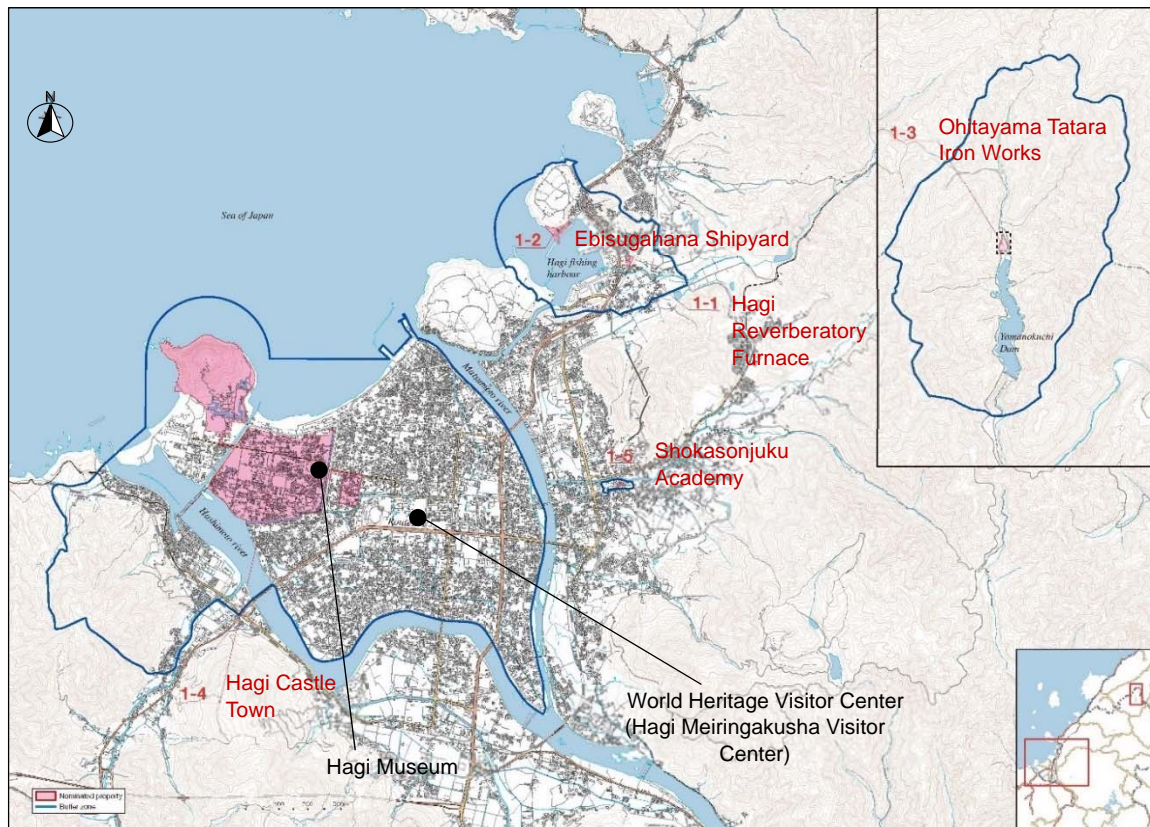 N
Sea of Japan
1-3
Ohitayama Tatara
Iron Works
1-2
Ebisugahana Shipyard
Hagi fishing
harbour
1-1
Hagi
Reverberatory
Furnace
Yamanokuchi
Dam
Matsumoto river
1-5
Shokasonjuku
Academy
Hashimoto river
1-4
Hagi Castle
Town
World Heritage Visitor Center
(Hagi Meiringakusha Visitor
Center)
Hagi Museum
Nominated property
Buffer zone